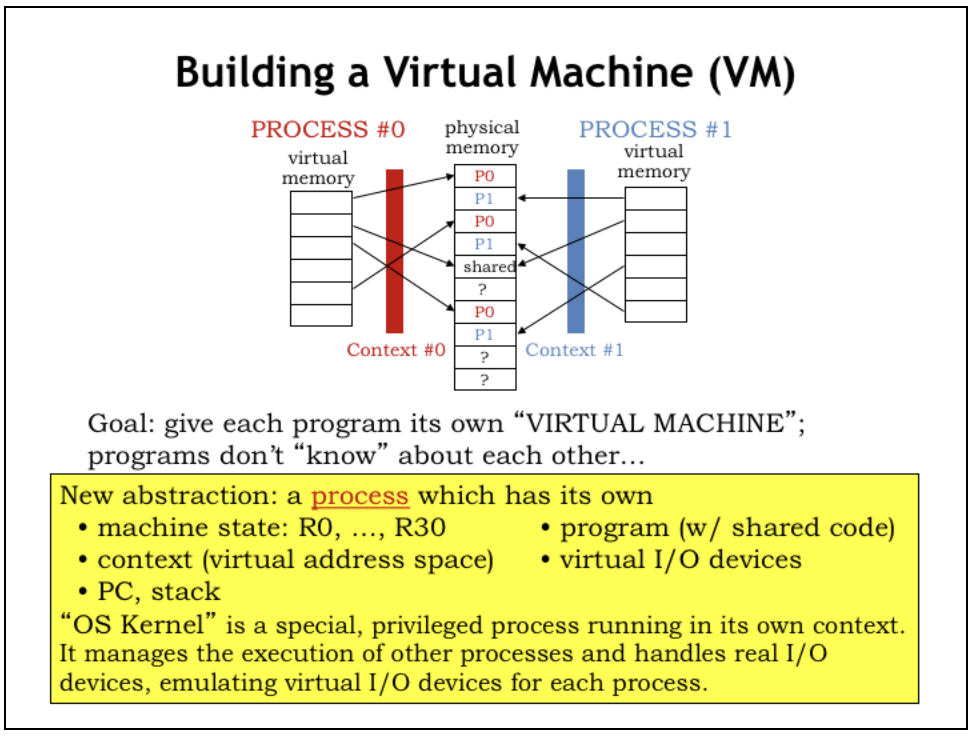 Building a Virtual Machine (VM)
PROCESS #0
virtual
memory
physical
memory
PROCESS #1
virtual
memory
P0
P1
P0
P1
shared
?
P0
P1
?
?
Context #0
Context #1
Goal: give each program its own “VIRTUAL MACHINE”;
programs don’t “know” about each other…
New abstraction: a process which has its own
• machine state: R0, …, R30
• context (virtual address space)
• PC, stack
• program (w/ shared code)
• virtual I/O devices
“OS Kernel” is a special, privileged process running in its own context.
It manages the execution of other processes and handles real I/O
devices, emulating virtual I/O devices for each process.